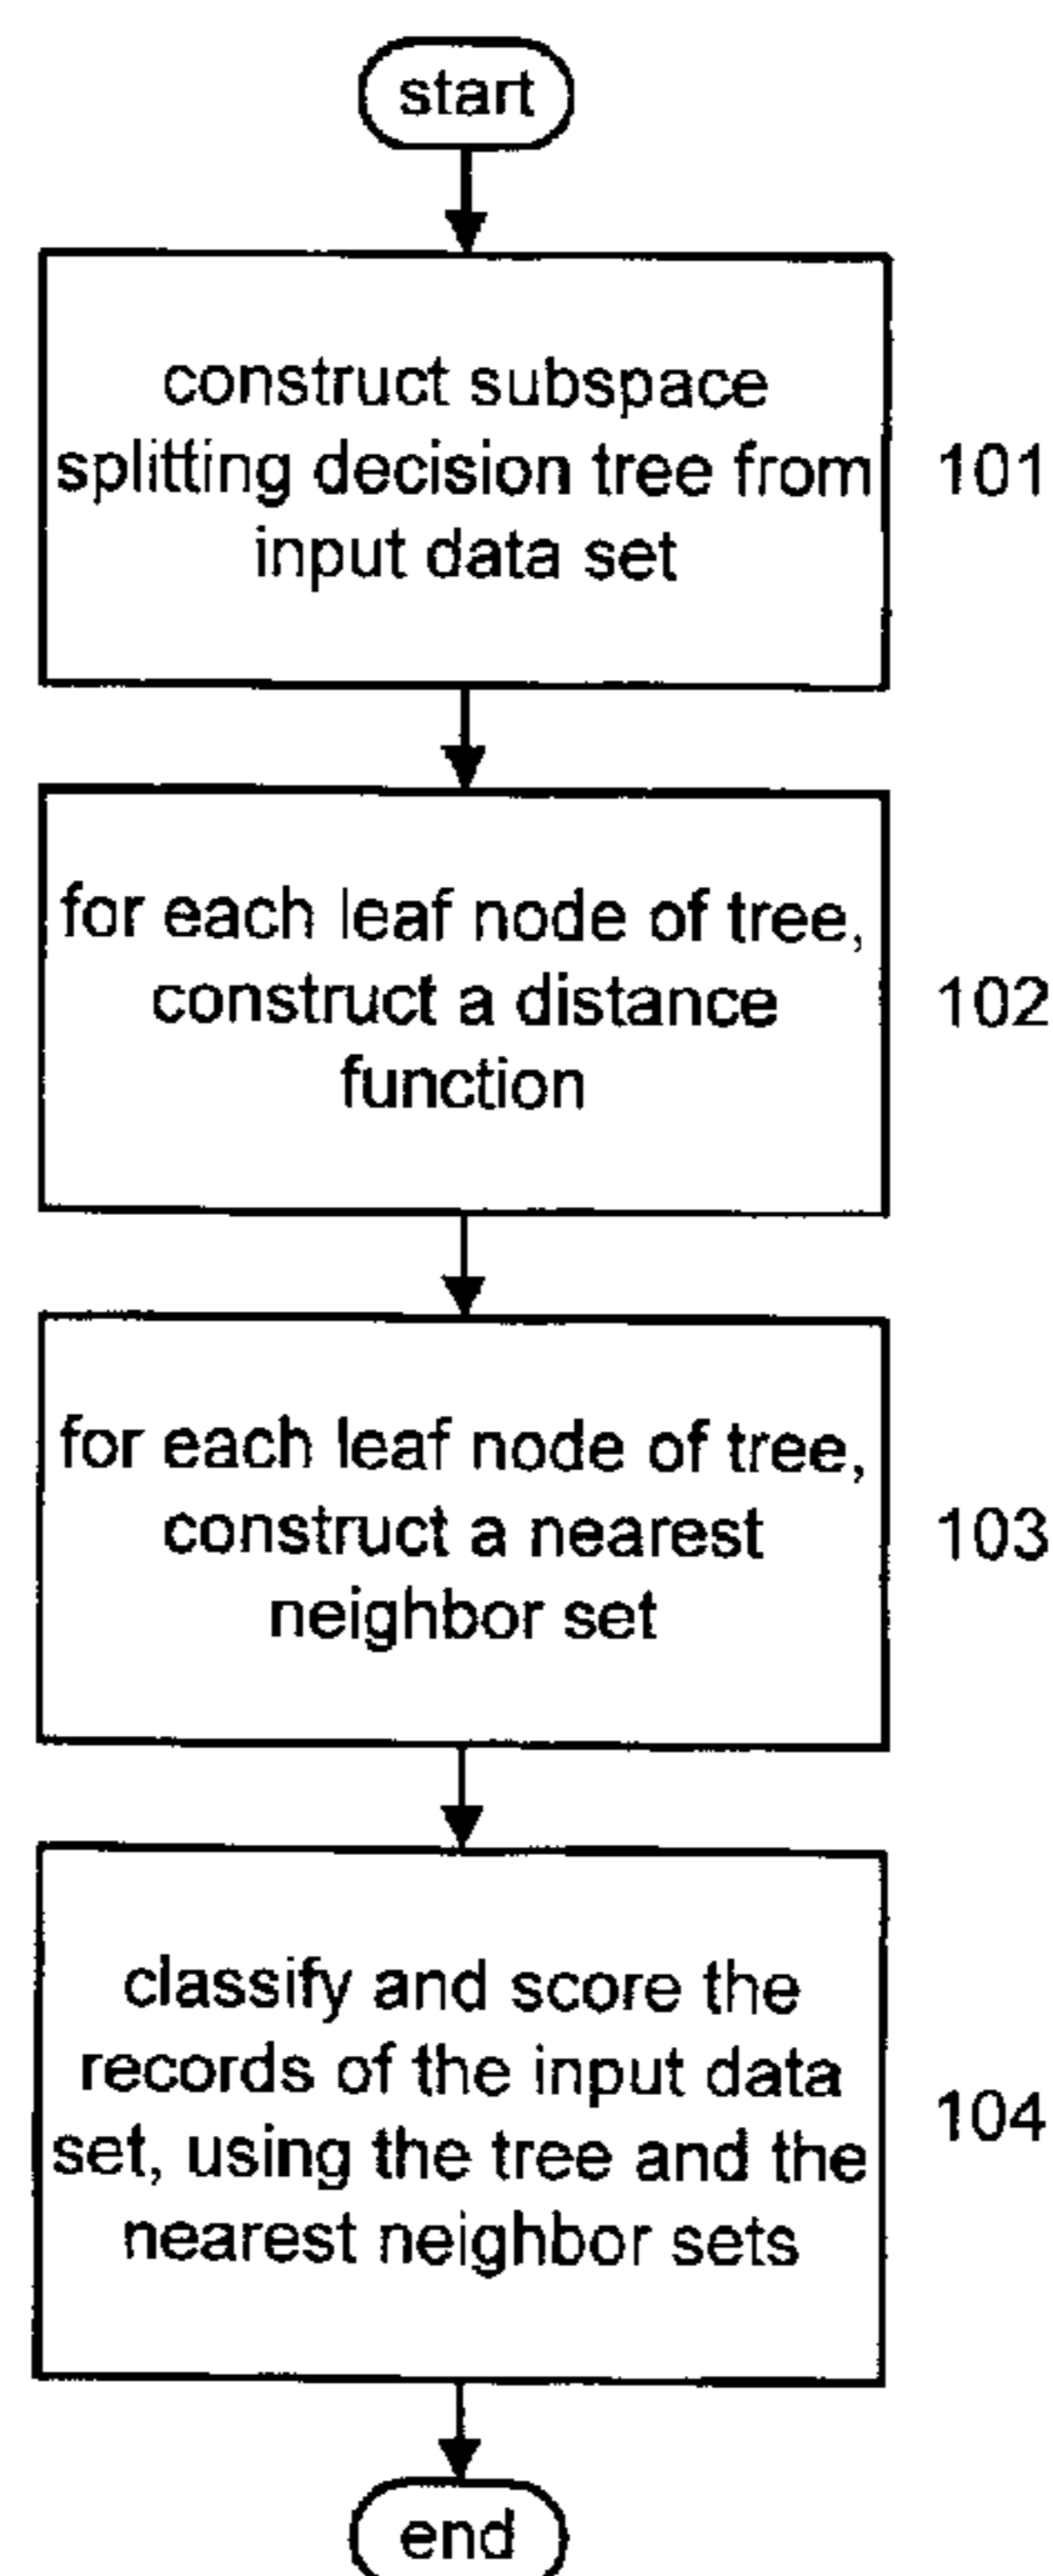 start
construct subspace
splitting decision tree from
input data set
101
for each leaf node of tree,
construct a distance
function
102
for each leaf node of tree,
construct a nearest
neighbor set
103
classify and score the
records of the input data
set, using the tree and the
nearest neighbor sets
104
end